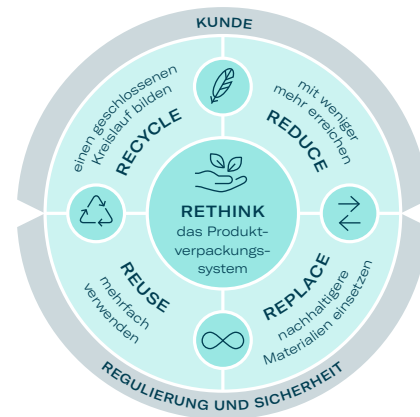 KUNDE
einen geschlossenen
Kreislauf bilden
RECYCLE
mit weniger
mehr erreichen
REDUCE
RETHINK
das Produkt-
verpackungs-
system
REUSE
mehrfach
verwenden
REPLACE
nachhaltigere
Materialien einsetzen
REGULIERUNG UND SICHERHEIT